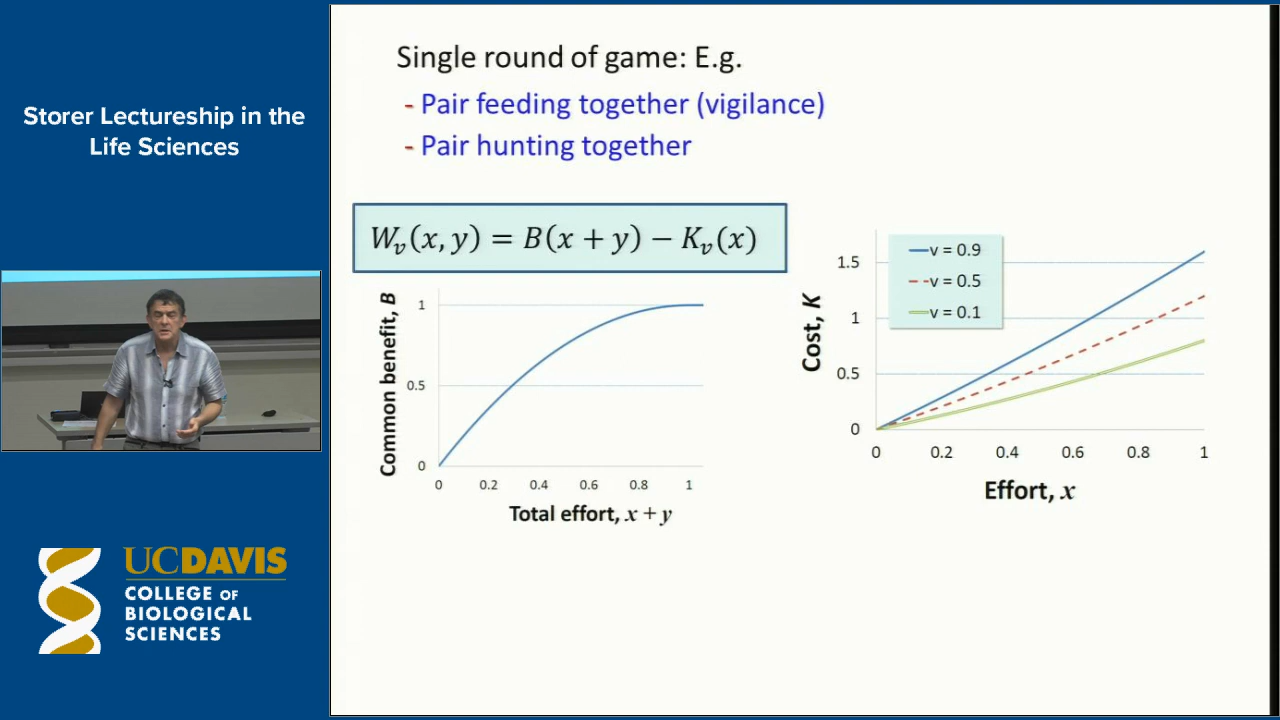 Storer Lectureship in the
Life Sciences
UCDAVIS
COLLEGE OF
BIOLOGICAL
SCIENCES
Single round of game: E.g.
- Pair feeding together (vigilance)
- Pair hunting together
W_v(x, y) = B(x + y) − K_v(x)
Common benefit, B
1
0.5
0
0 0.2 0.4 0.6 0.8 1
Total effort, x + y
Cost, K
1.5
1
0.5
0
v = 0.9
v = 0.5
v = 0.1
0 0.2 0.4 0.6 0.8 1
Effort, x